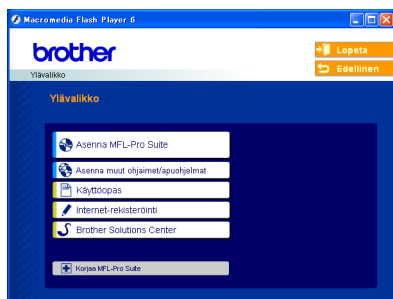 Macromedia Flash Player 6
brother
Lopeta
Edellinen
Ylävalikko
Ylävalikko
Asenna MFL-Pro Suite
Asenna muut ohjaimet/apuohjelmat
Käyttöopas
Internet-rekisteröinti
Brother Solutions Center
Korjaa MFL-Pro Suite